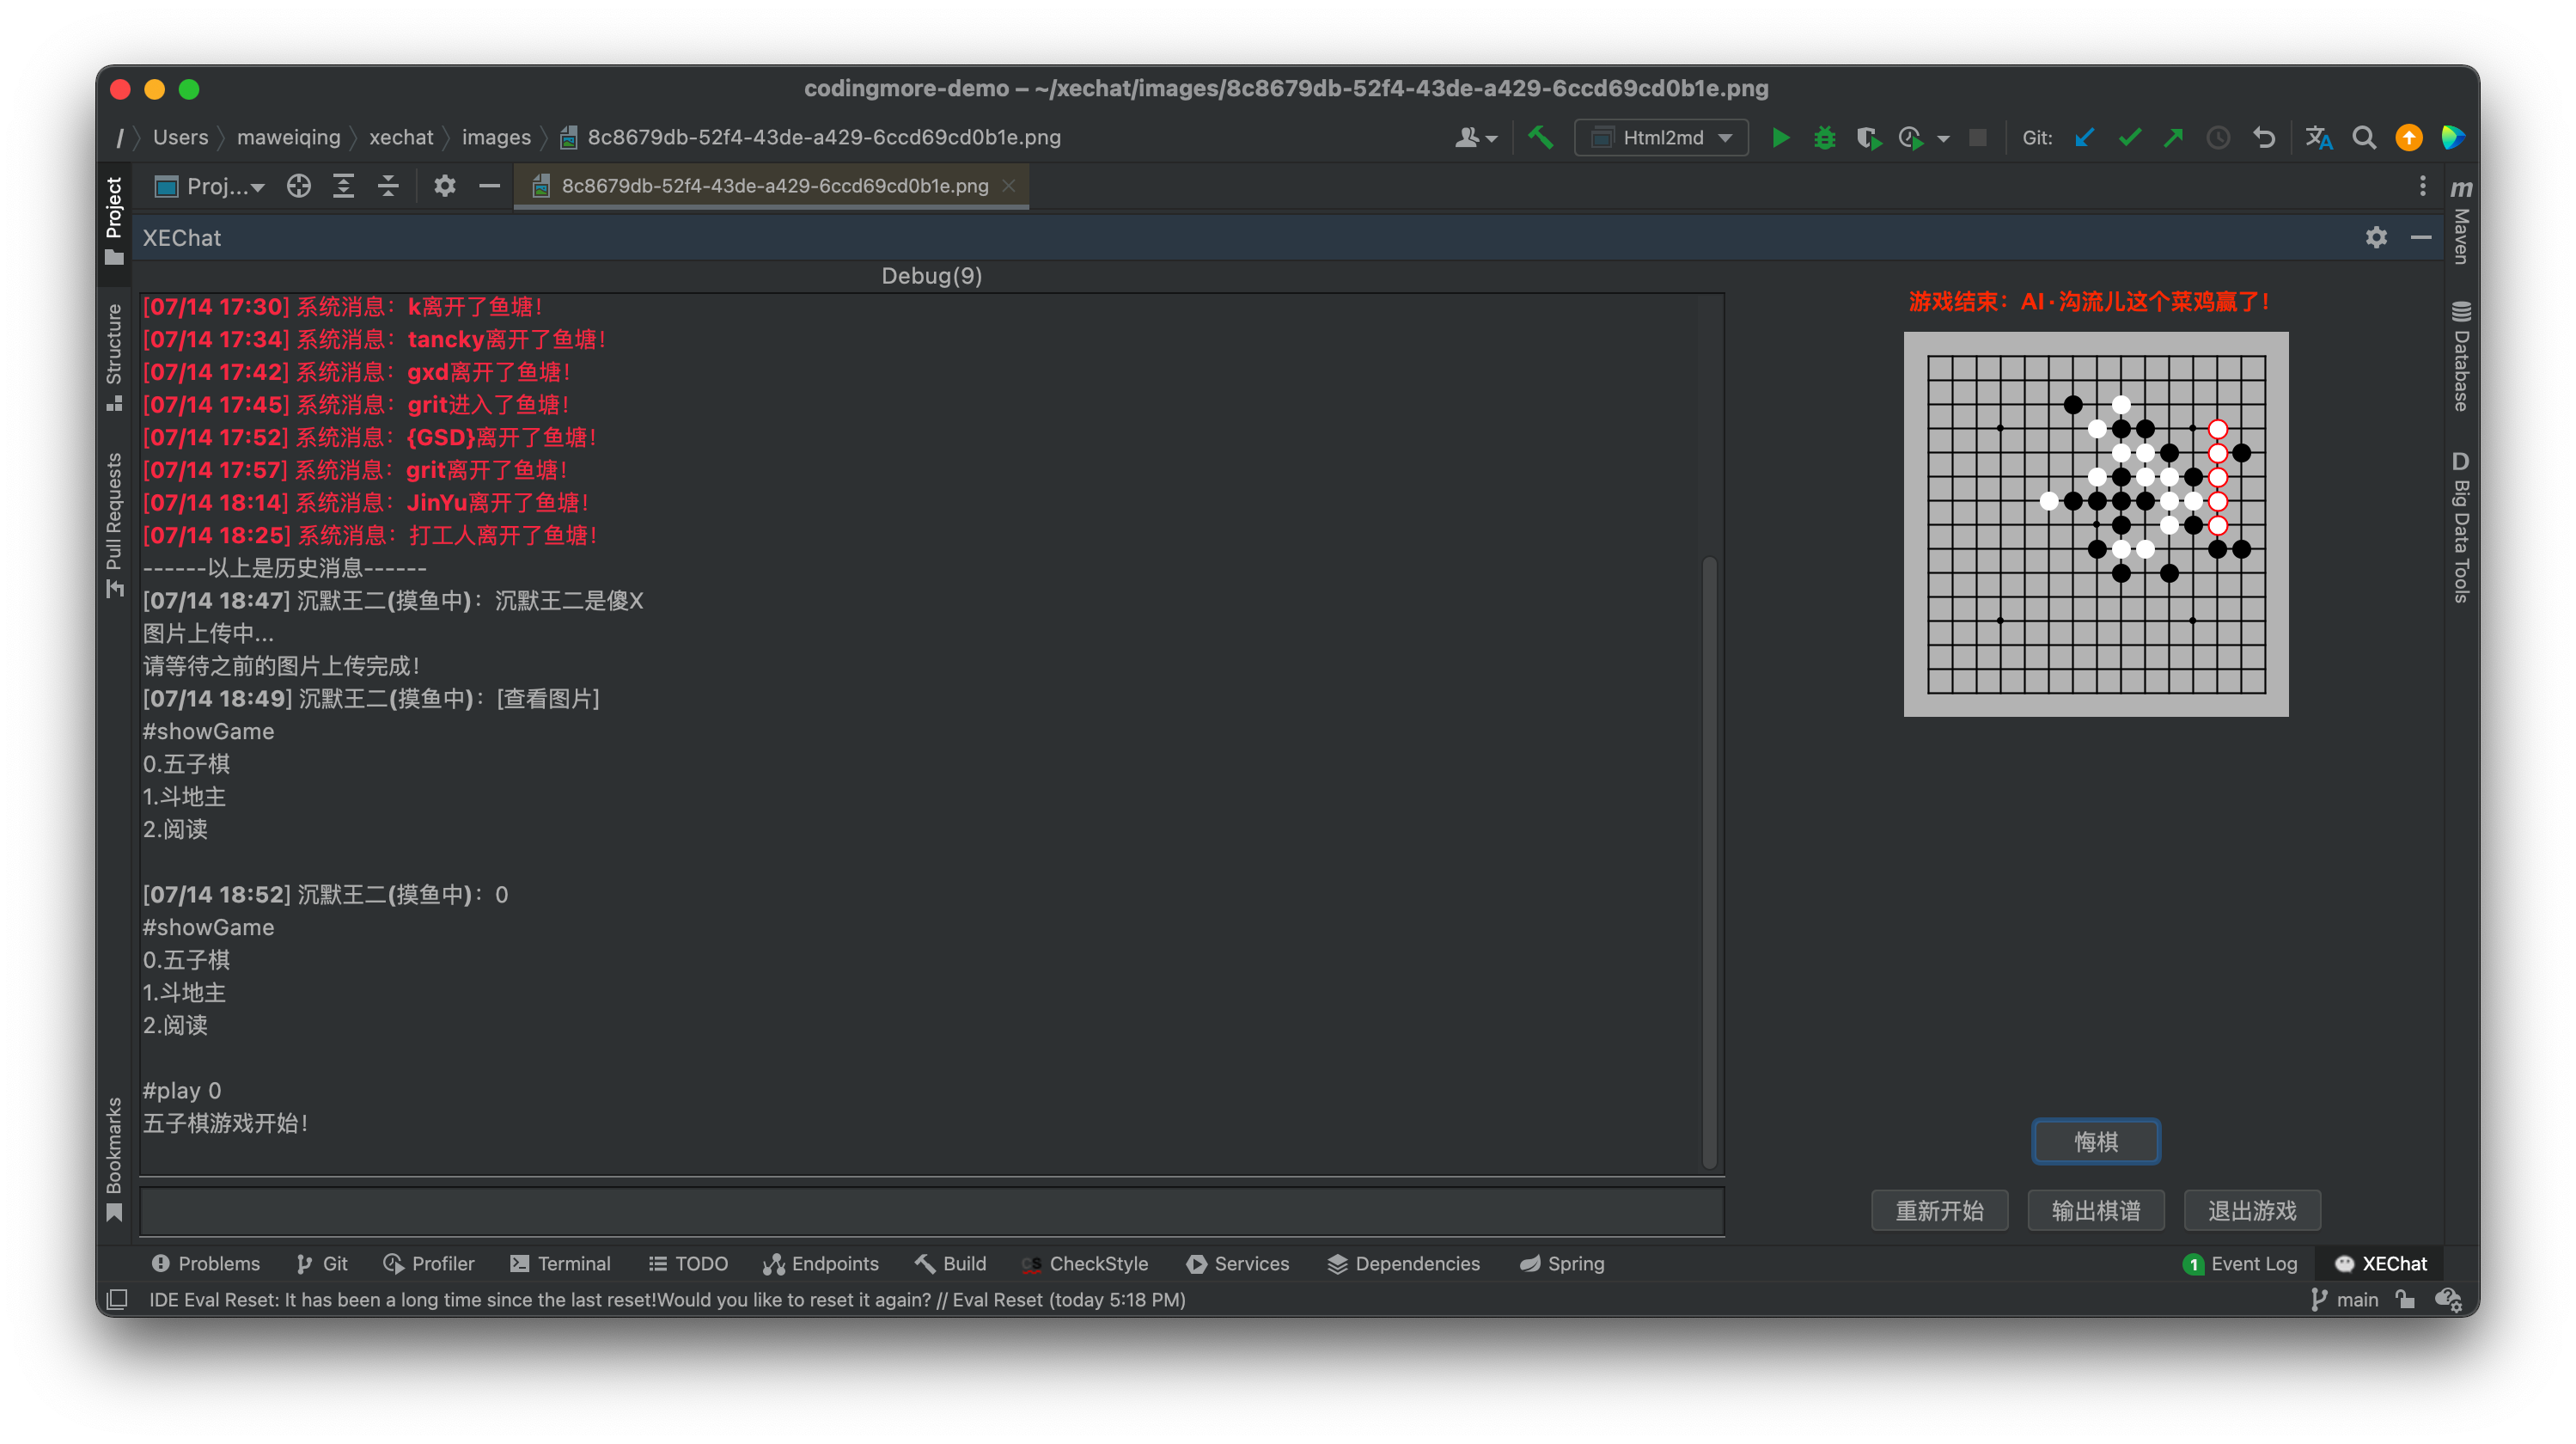 codingmore-demo – ~/xechat/images/8c8679db-52f4-43de-a429-6ccd69cd0b1e.png
/ Users maweiqing xechat images 8c8679db-52f4-43de-a429-6ccd69cd0b1e.png
Html2md
Git:
Proj...
8c8679db-52f4-43de-a429-6ccd69cd0b1e.png
Project
Structure
Pull Requests
Bookmarks
m
Maven
Database
D
Big Data Tools
XEChat
Debug(9)
[07/14 17:30] 系统消息：k离开了鱼塘！
[07/14 17:34] 系统消息：tancky离开了鱼塘！
[07/14 17:42] 系统消息：gxd离开了鱼塘！
[07/14 17:45] 系统消息：grit进入了鱼塘！
[07/14 17:52] 系统消息：{GSD}离开了鱼塘！
[07/14 17:57] 系统消息：grit离开了鱼塘！
[07/14 18:14] 系统消息：JinYu离开了鱼塘！
[07/14 18:25] 系统消息：打工人离开了鱼塘！
------以上是历史消息------
[07/14 18:47] 沉默王二(摸鱼中)：沉默王二是傻X
图片上传中...
请等待之前的图片上传完成！
[07/14 18:49] 沉默王二(摸鱼中)：[查看图片]
#showGame
0.五子棋
1.斗地主
2.阅读
[07/14 18:52] 沉默王二(摸鱼中)：0
#showGame
0.五子棋
1.斗地主
2.阅读
#play 0
五子棋游戏开始！
游戏结束：AI·沟流儿这个菜鸡赢了！
悔棋
重新开始
输出棋谱
退出游戏
Problems
Git
Profiler
Terminal
TODO
Endpoints
Build
CS
CheckStyle
Services
Dependencies
Spring
1
Event Log
XEChat
IDE Eval Reset: It has been a long time since the last reset!Would you like to reset it again? // Eval Reset (today 5:18 PM)
main